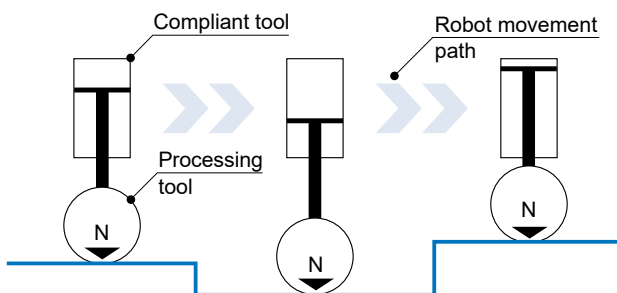 Compliant tool
Robot movement
path
Processing
tool
N
N
N